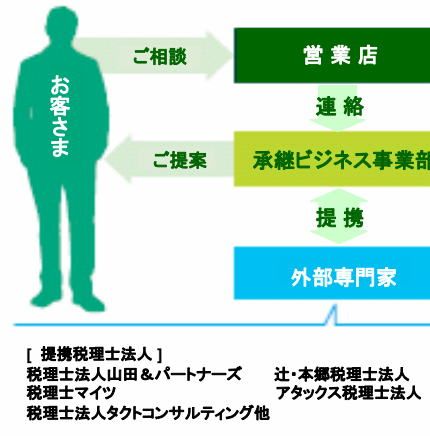 お客さま
ご相談
営業店
連絡
ご提案
承継ビジネス事業部
提携
外部専門家
[ 提携税理士法人 ]
税理士法人山田＆パートナーズ 辻・本郷税理士法人
税理士マイツ アタックス税理士法人
税理士法人タクトコンサルティング他